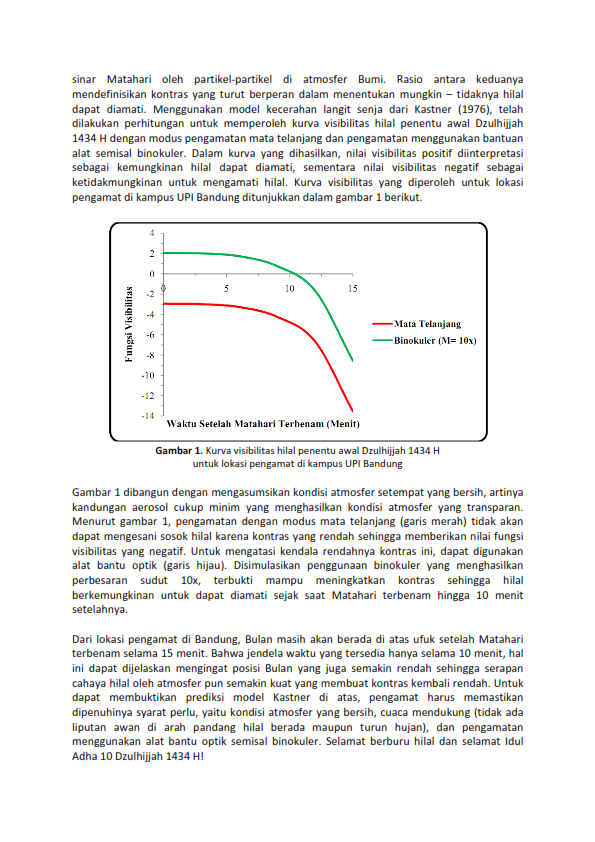 sinar Matahari oleh partikel-partikel di atmosfer Bumi. Rasio antara keduanya
mendefinisikan kontras yang turut berperan dalam menentukan mungkin – tidaknya hilal
dapat diamati. Menggunakan model kecerahan langit senja dari Kastner (1976), telah
dilakukan perhitungan untuk memperoleh kurva visibilitas hilal penentu awal Dzulhijjah
1434 H dengan modus pengamatan mata telanjang dan pengamatan menggunakan bantuan
alat semisal binokuler. Dalam kurva yang dihasilkan, nilai visibilitas positif diinterpretasi
sebagai kemungkinan hilal dapat diamati, sementara nilai visibilitas negatif sebagai
ketidakmungkinan untuk mengamati hilal. Kurva visibilitas yang diperoleh untuk lokasi
pengamat di kampus UPI Bandung ditunjukkan dalam gambar 1 berikut.
4
2
0
-2
-4
-6
-8
-10
-12
-14
0 5 10 15
Fungsi Visibilitas
Waktu Setelah Matahari Terbenam (Menit)
Mata Telanjang
Binokuler (M= 10x)
Gambar 1. Kurva visibilitas hilal penentu awal Dzulhijjah 1434 H
untuk lokasi pengamat di kampus UPI Bandung
Gambar 1 dibangun dengan mengasumsikan kondisi atmosfer setempat yang bersih, artinya
kandungan aerosol cukup minim yang menghasilkan kondisi atmosfer yang transparan.
Menurut gambar 1, pengamatan dengan modus mata telanjang (garis merah) tidak akan
dapat mengesani sosok hilal karena kontras yang rendah sehingga memberikan nilai fungsi
visibilitas yang negatif. Untuk mengatasi kendala rendahnya kontras ini, dapat digunakan
alat bantu optik (garis hijau). Disimulasikan penggunaan binokuler yang menghasilkan
perbesaran sudut 10x, terbukti mampu meningkatkan kontras sehingga hilal
berkemungkinan untuk dapat diamati sejak saat Matahari terbenam hingga 10 menit
setelahnya.
Dari lokasi pengamat di Bandung, Bulan masih akan berada di atas ufuk setelah Matahari
terbenam selama 15 menit. Bahwa jendela waktu yang tersedia hanya selama 10 menit, hal
ini dapat dijelaskan mengingat posisi Bulan yang juga semakin rendah sehingga serapan
cahaya hilal oleh atmosfer pun semakin kuat yang membuat kontras kembali rendah. Untuk
dapat membuktikan prediksi model Kastner di atas, pengamat harus memastikan
dipenuhinya syarat perlu, yaitu kondisi atmosfer yang bersih, cuaca mendukung (tidak ada
liputan awan di arah pandang hilal berada maupun turun hujan), dan pengamatan
menggunakan alat bantu optik semisal binokuler. Selamat berburu hilal dan selamat Idul
Adha 10 Dzulhijjah 1434 H!